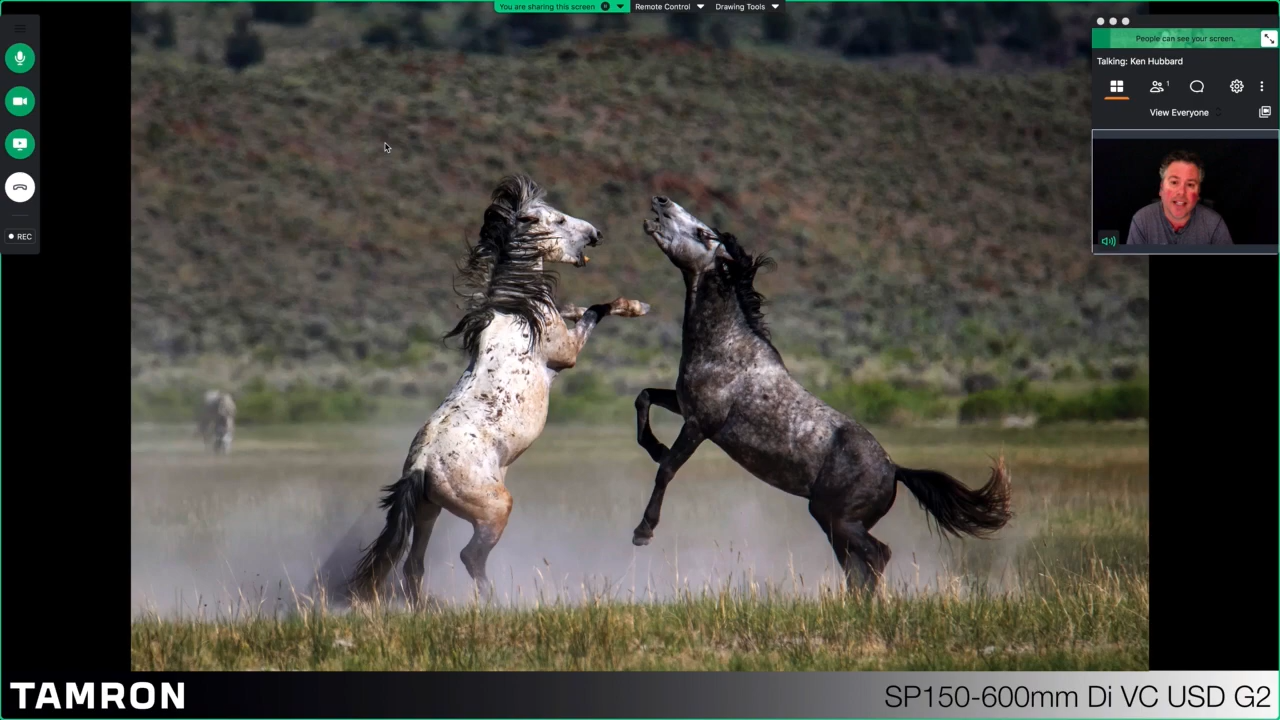 You are sharing this screen
Remote Control
Drawing Tools
People can see your screen.
Talking: Ken Hubbard
1
View Everyone
REC
TAMRON
SP150-600mm Di VC USD G2